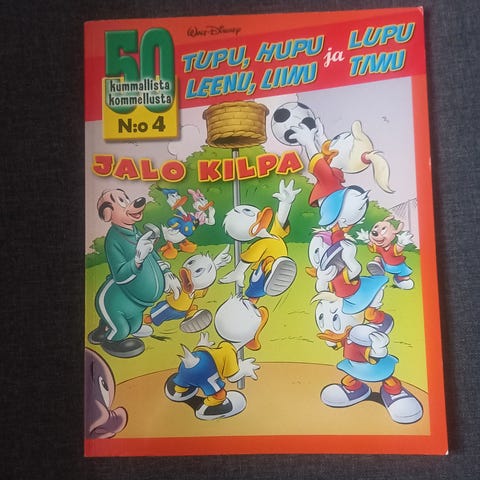 Walt Disney
50
kummallista
kommellusta
N:o 4
TUPU, HUPU ja LUPU
LEENU, LIINU TIINU
JALO KILPA